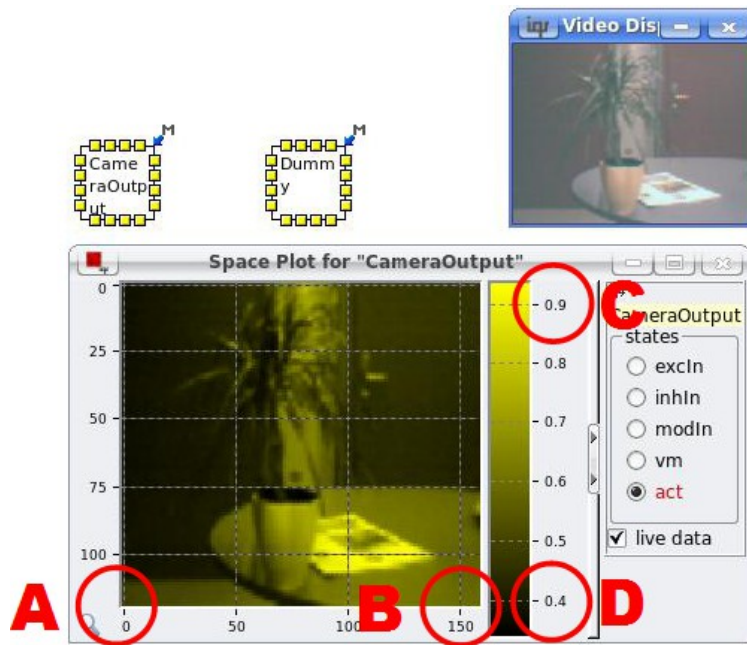 iqr Video Dis
M
M
Came
raOutp
ut
Dumm
y
Space Plot for "CameraOutput"
0
25
50
75
100
0
50
100
150
0.9
0.8
0.7
0.6
0.5
0.4
CameraOutput
states
excIn
inhIn
modIn
vm
act
live data
A
B
C
D